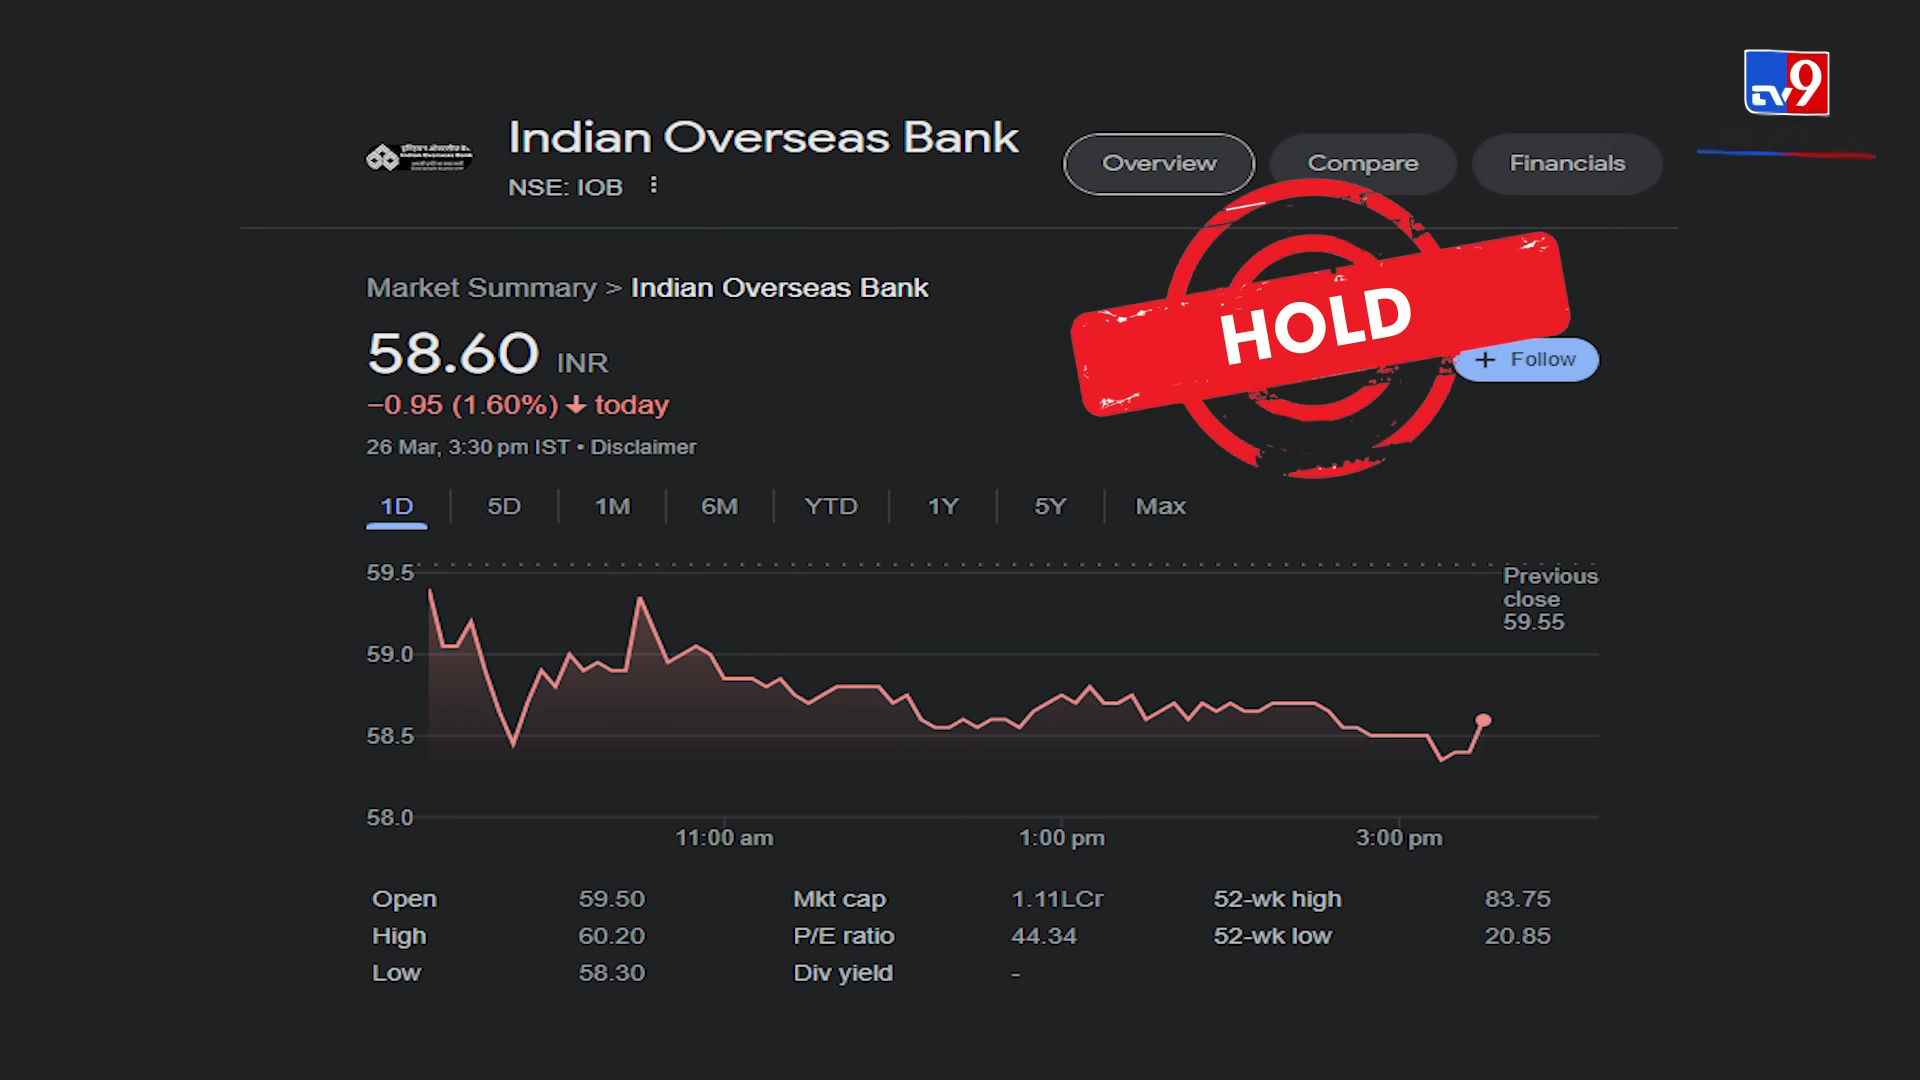 TV9
Indian Overseas Bank
NSE: IOB
Overview
Compare
Financials
Indian Overseas Bank
HOLD
Market Summary > Indian Overseas Bank
58.60 INR
+ Follow
−0.95 (1.60%) ↓ today
26 Mar, 3:30 pm IST • Disclaimer
1D 5D 1M 6M YTD 1Y 5Y Max
59.5
Previous
close
59.55
59.0
58.5
58.0
11:00 am 1:00 pm 3:00 pm
Open 59.50 Mkt cap 1.11LCr 52-wk high 83.75
High 60.20 P/E ratio 44.34 52-wk low 20.85
Low 58.30 Div yield -